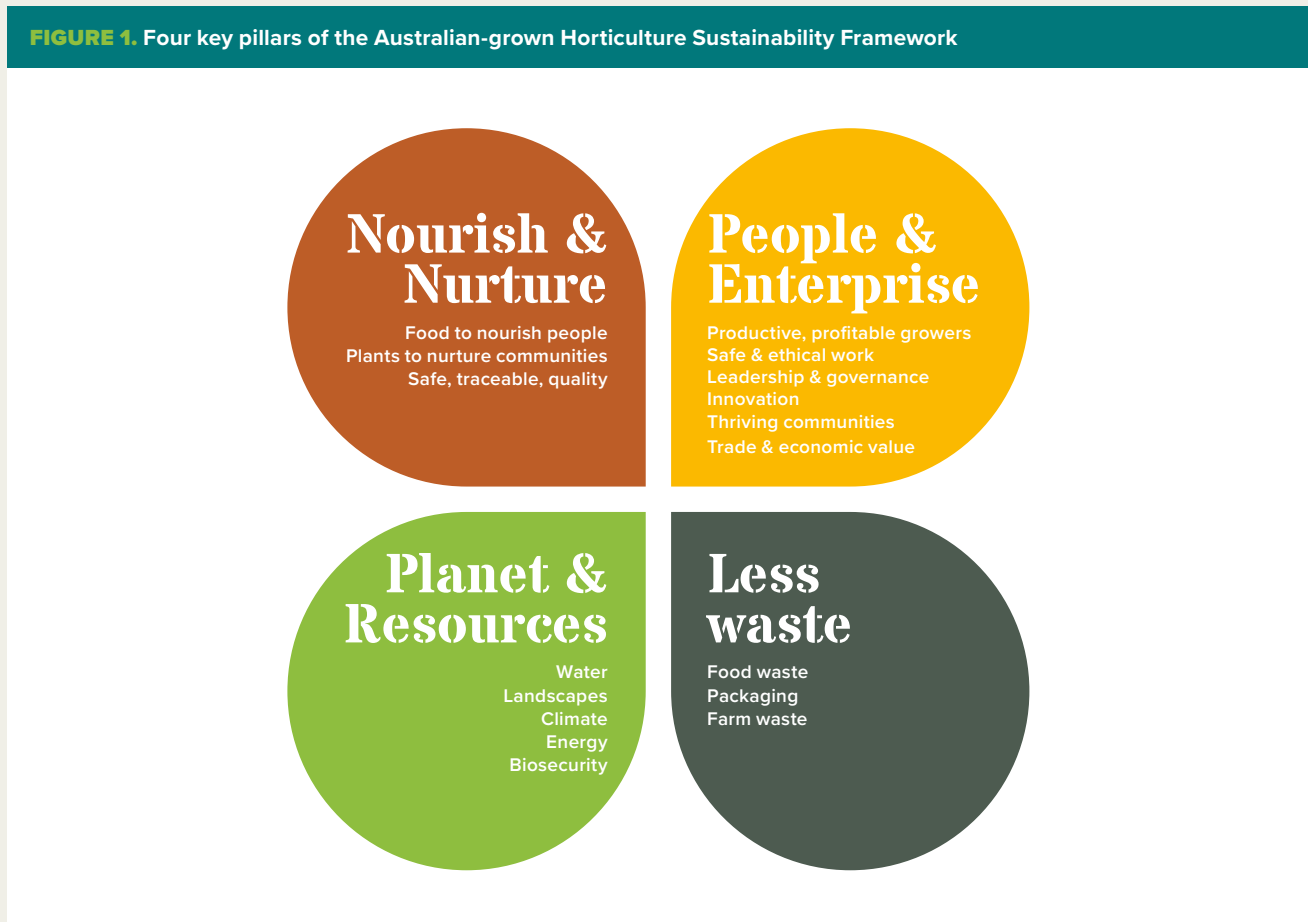 FIGURE 1. Four key pillars of the Australian-grown Horticulture Sustainability Framework
Nourish &
Nurture
Food to nourish people
Plants to nurture communities
Safe, traceable, quality
People &
Enterprise
Productive, profitable growers
Safe & ethical work
Leadership & governance
Innovation
Thriving communities
Trade & economic value
Planet &
Resources
Water
Landscapes
Climate
Energy
Biosecurity
Less
waste
Food waste
Packaging
Farm waste